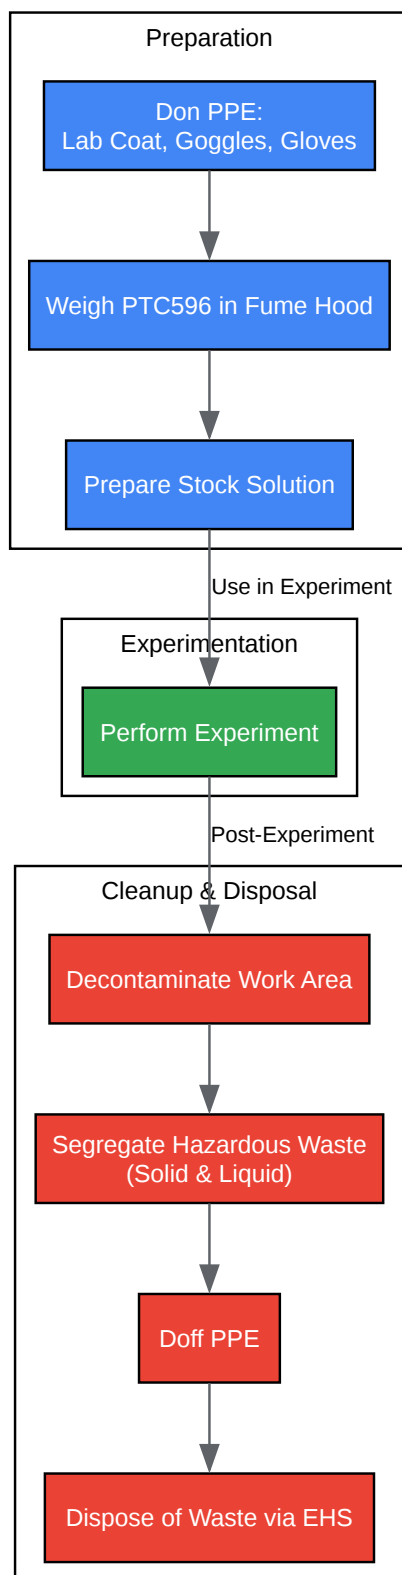 Preparation
Don PPE:
Lab Coat, Goggles, Gloves
Weigh PTC596 in Fume Hood
Prepare Stock Solution
Use in Experiment
Experimentation
Perform Experiment
Post-Experiment
Cleanup & Disposal
Decontaminate Work Area
Segregate Hazardous Waste
(Solid & Liquid)
Doff PPE
Dispose of Waste via EHS